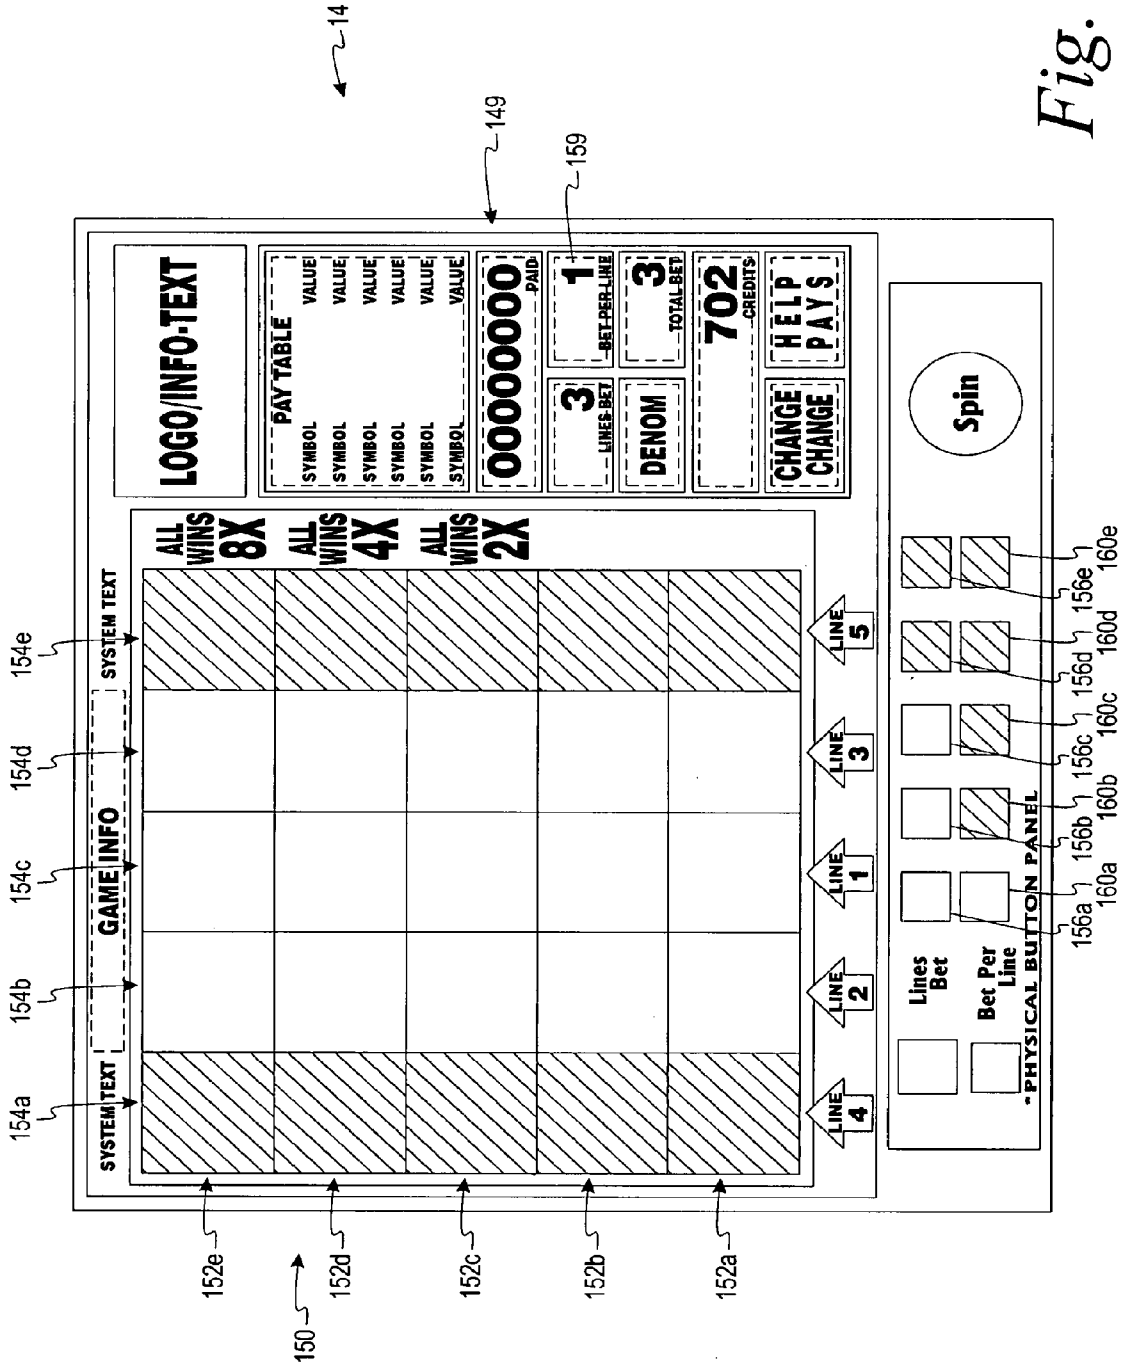 14
149
159
Fig.
SYSTEM TEXT
GAME INFO
SYSTEM TEXT
LOGO/INFO-TEXT
154a
154b
154c
154d
154e
ALL
WINS
8X
ALL
WINS
4X
ALL
WINS
2X
PAY TABLE
SYMBOL VALUE
SYMBOL VALUE
SYMBOL VALUE
SYMBOL VALUE
SYMBOL VALUE
SYMBOL VALUE
00000000
PAID
3
LINES BET
1
BET PER LINE
DENOM
3
TOTAL BET
702
CREDITS
CHANGE
CHANGE
HELP
PAYS
150
152e
152d
152c
152b
152a
LINE
4
LINE
2
LINE
1
LINE
3
LINE
5
Lines
Bet
Bet Per
Line
Spin
*PHYSICAL BUTTON PANEL
156a
156b
156c
156d
156e
160a
160b
160c
160d
160e